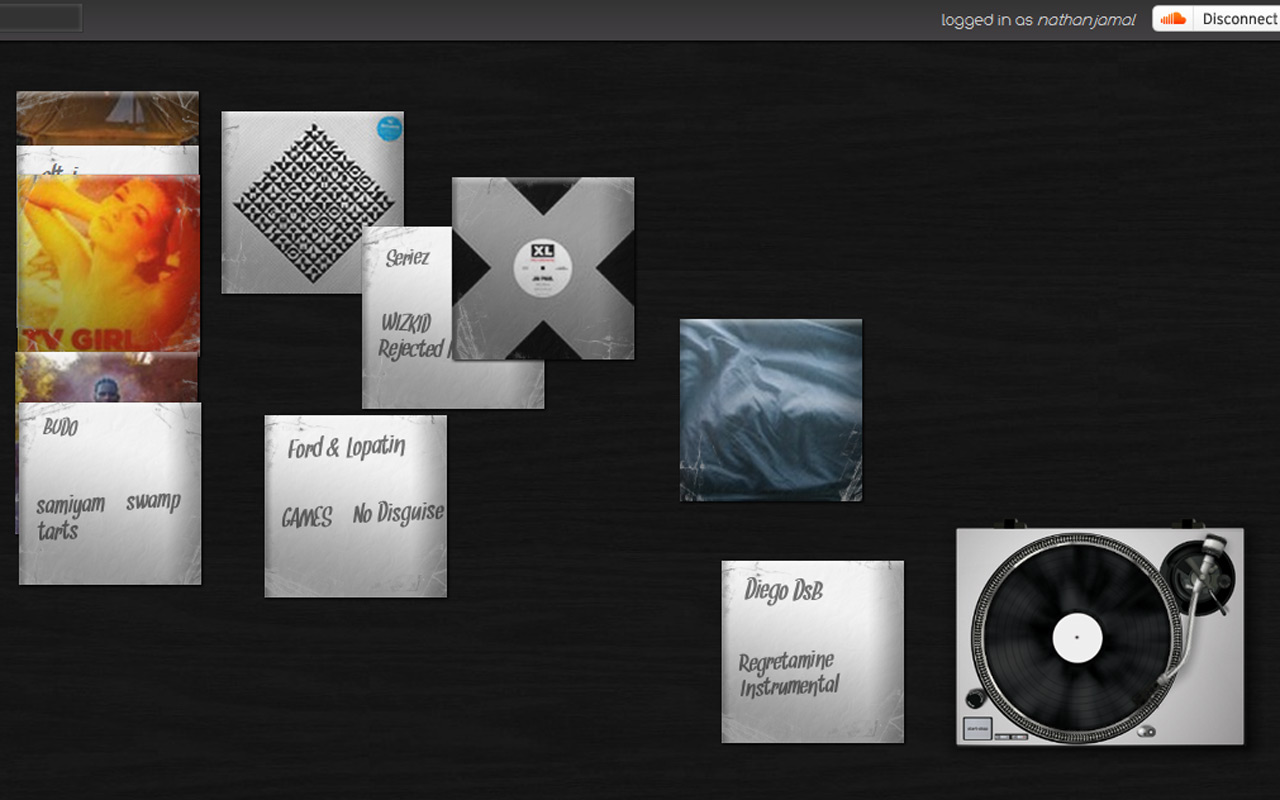 logged in as nathanjamal
Disconnect
TV GIRL
Seriez
WIZKID
Rejected
XL
BUDO
samiyam swamp
tarts
Ford & Lopatin
GAMES No Disguise
Diego DsB
Regretamine
Instrumental